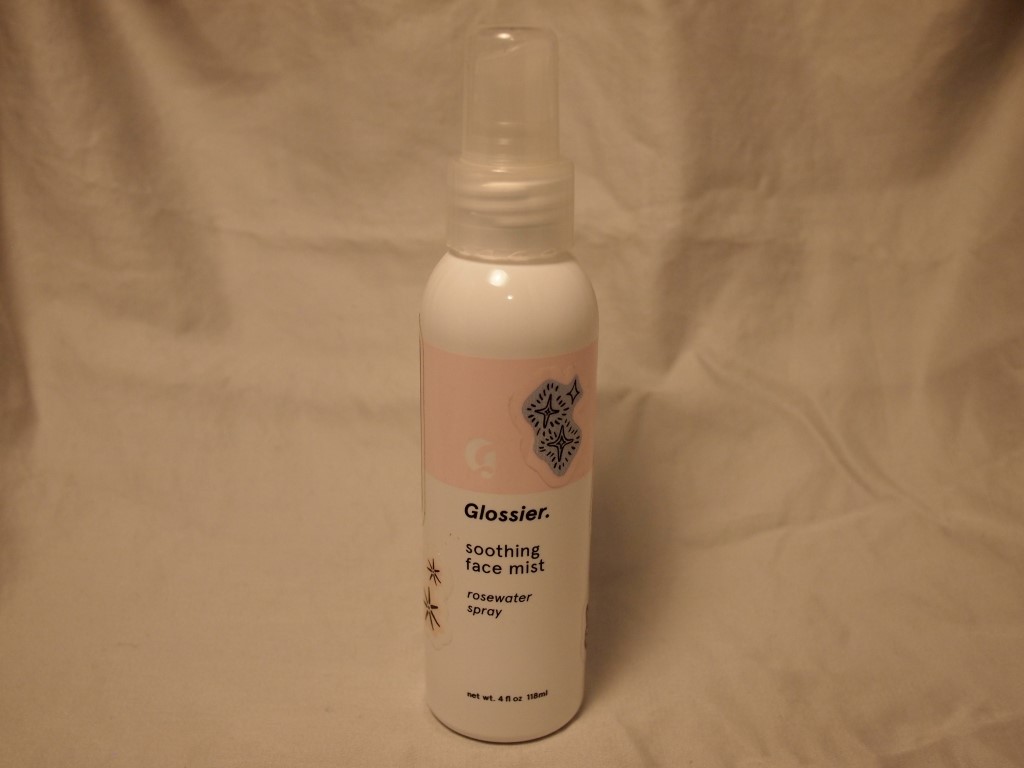 G
Glossier.
soothing
face mist
rosewater
spray
net wt. 4 fl oz 118ml